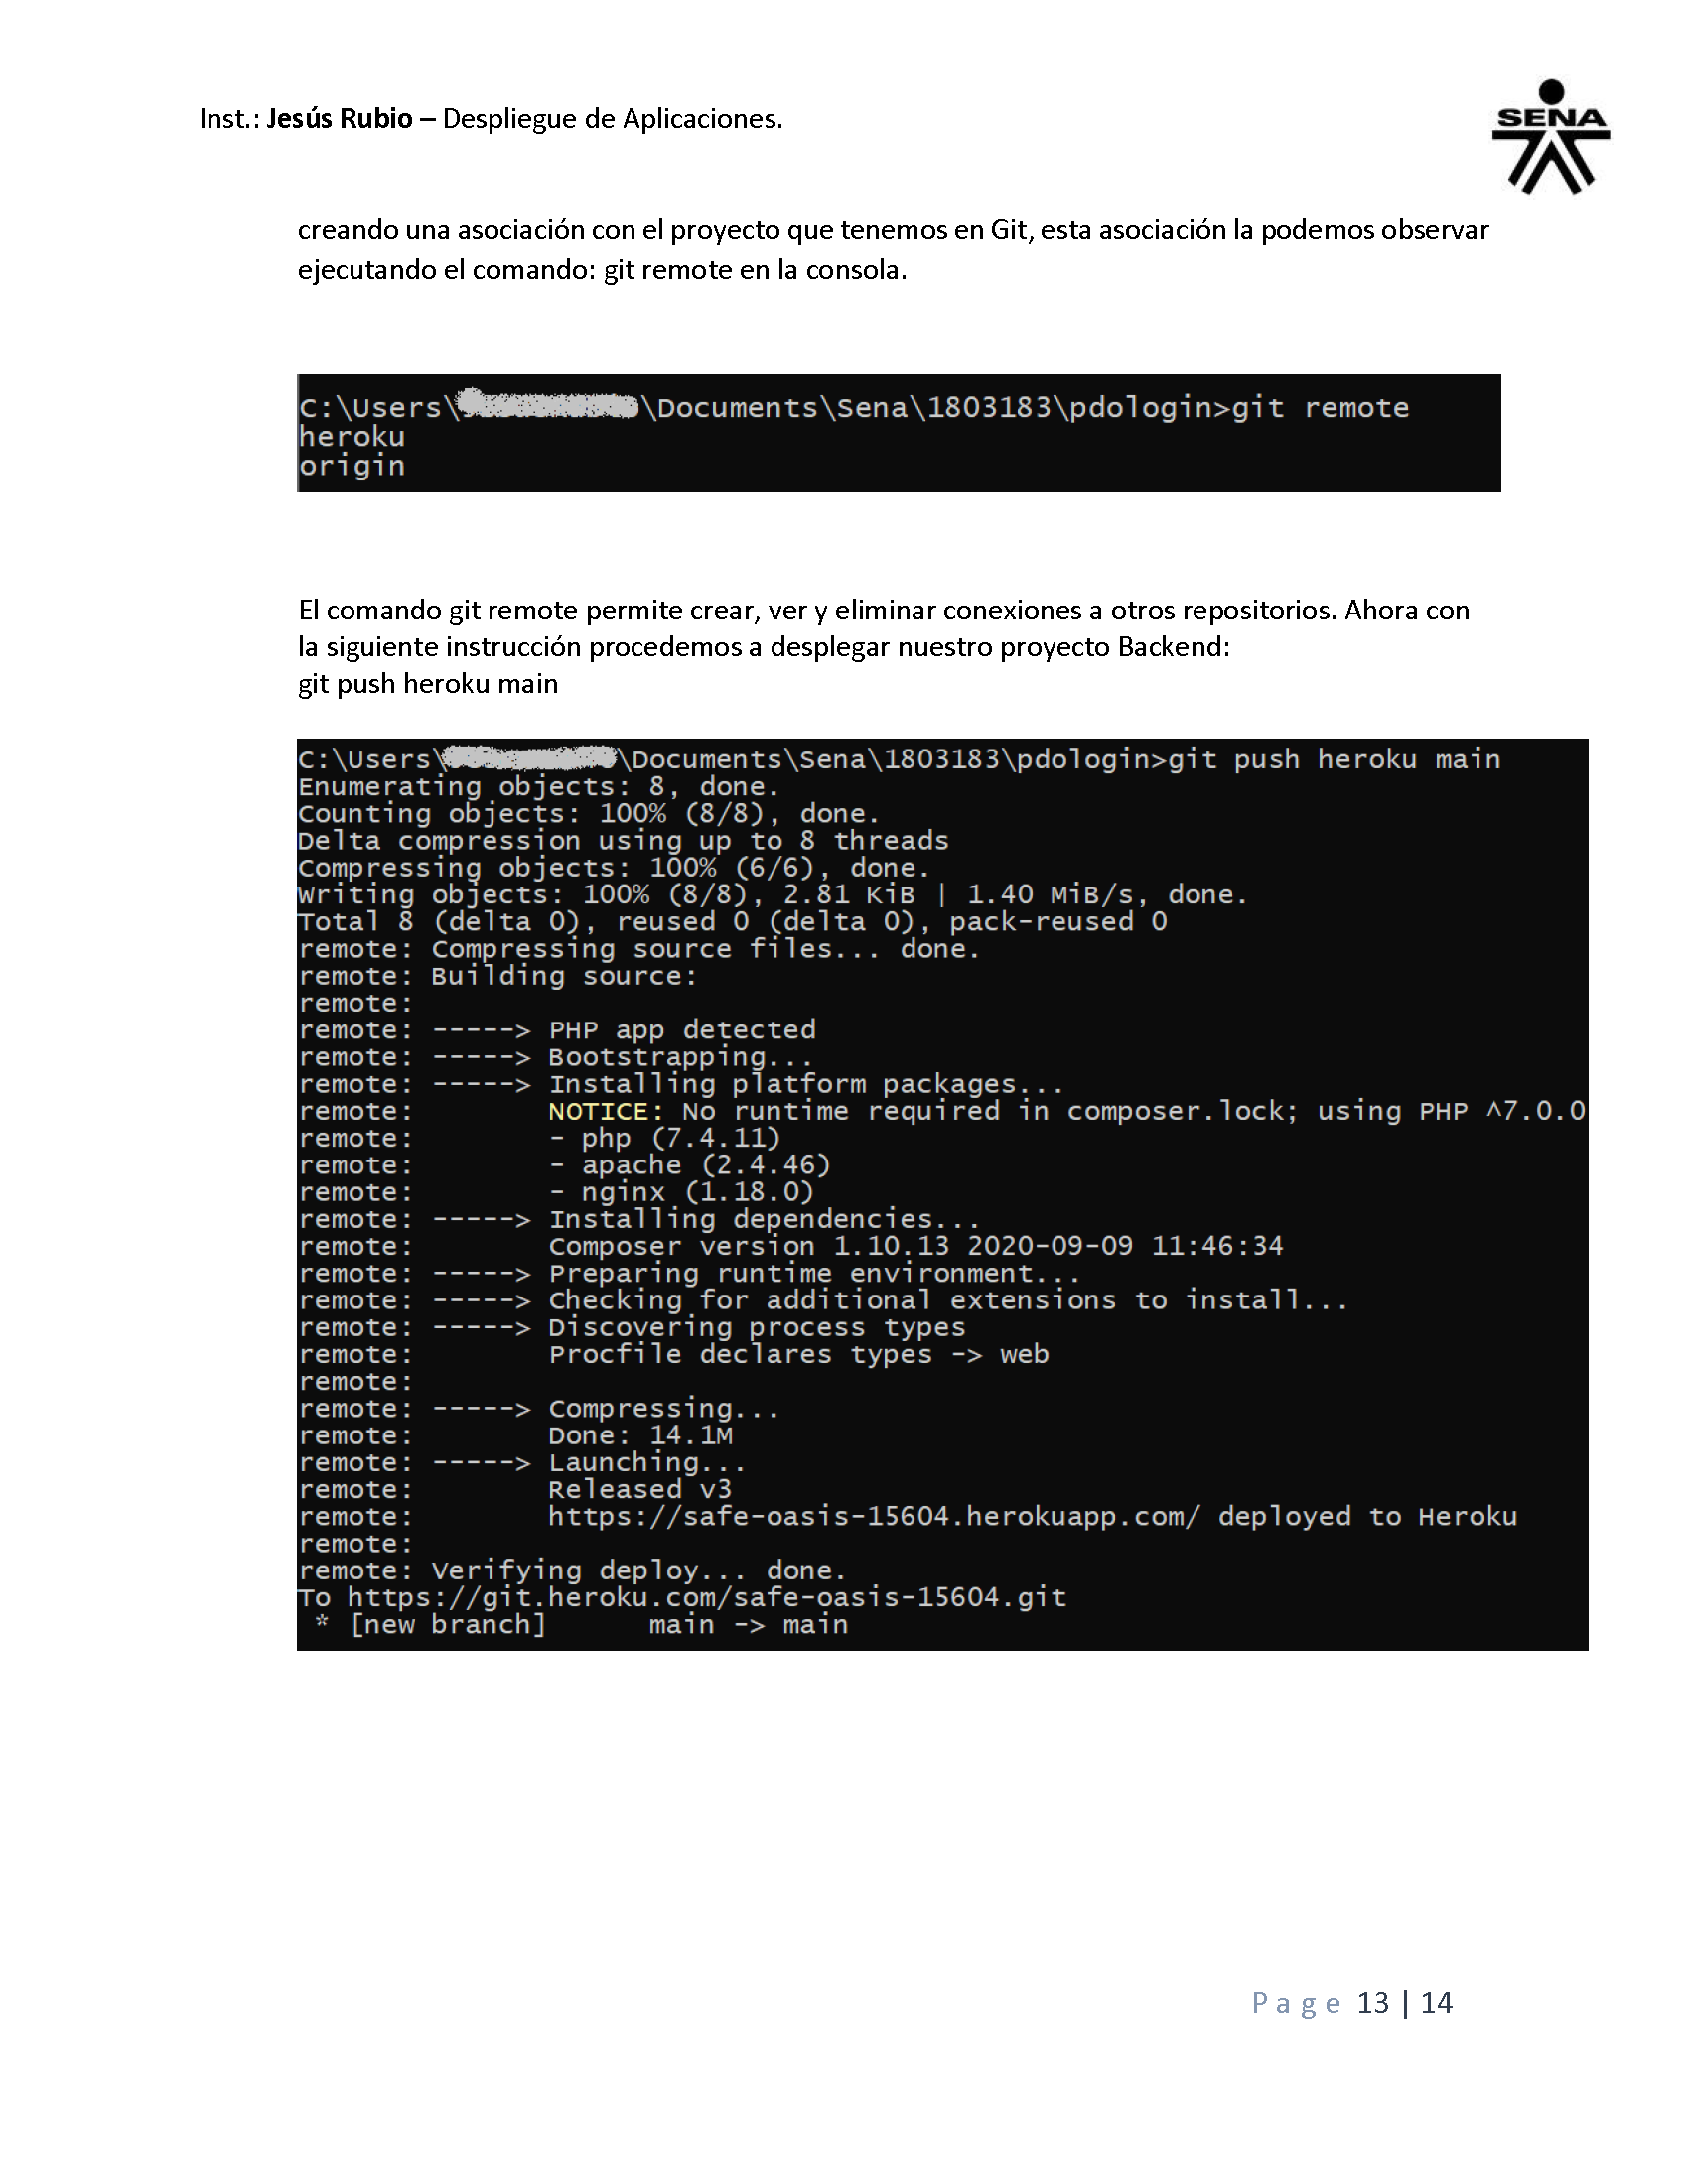 Inst.: Jesús Rubio – Despliegue de Aplicaciones.
SENA
creando una asociación con el proyecto que tenemos en Git, esta asociación la podemos observar
ejecutando el comando: git remote en la consola.
C:\Users\ \Documents\Sena\1803183\pdologin>git remote
heroku
origin
El comando git remote permite crear, ver y eliminar conexiones a otros repositorios. Ahora con
la siguiente instrucción procedemos a desplegar nuestro proyecto Backend:
git push heroku main
C:\Users\ \Documents\Sena\1803183\pdologin>git push heroku main
Enumerating objects: 8, done.
Counting objects: 100% (8/8), done.
Delta compression using up to 8 threads
Compressing objects: 100% (6/6), done.
Writing objects: 100% (8/8), 2.81 KiB | 1.40 MiB/s, done.
Total 8 (delta 0), reused 0 (delta 0), pack-reused 0
remote: Compressing source files... done.
remote: Building source:
remote:
remote: -----> PHP app detected
remote: -----> Bootstrapping...
remote: -----> Installing platform packages...
remote:        NOTICE: No runtime required in composer.lock; using PHP ^7.0.0
remote:        - php (7.4.11)
remote:        - apache (2.4.46)
remote:        - nginx (1.18.0)
remote: -----> Installing dependencies...
remote:        Composer version 1.10.13 2020-09-09 11:46:34
remote: -----> Preparing runtime environment...
remote: -----> Checking for additional extensions to install...
remote: -----> Discovering process types
remote:        Procfile declares types -> web
remote:
remote: -----> Compressing...
remote:        Done: 14.1M
remote: -----> Launching...
remote:        Released v3
remote:        https://safe-oasis-15604.herokuapp.com/ deployed to Heroku
remote:
remote: Verifying deploy... done.
To https://git.heroku.com/safe-oasis-15604.git
 * [new branch]      main -> main
Page 13 | 14